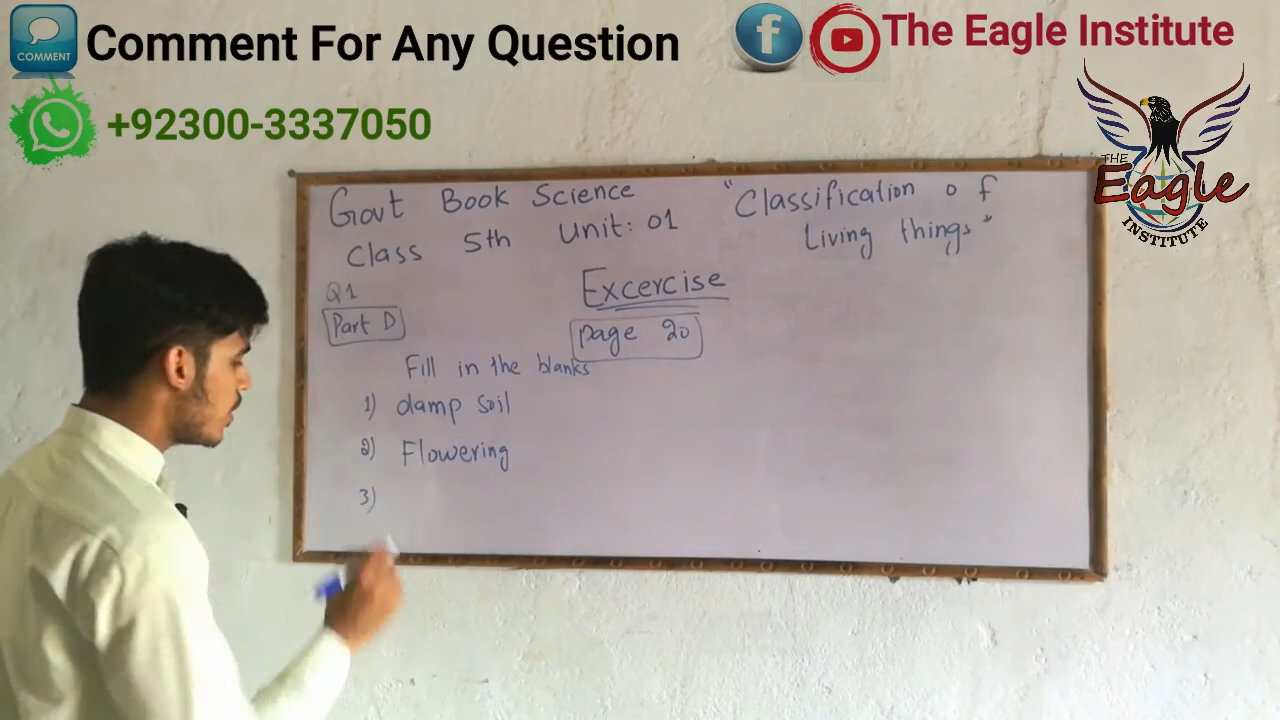 COMMENT
Comment For Any Question
The Eagle Institute
+92300-3337050
THE
Eagle
INSTITUTE
Govt Book Science
Class 5th Unit: 01
"Classification of
Living things"
Q1
Part D
Excercise
page 20
Fill in the blanks
1) damp soil
2) Flowering
3)